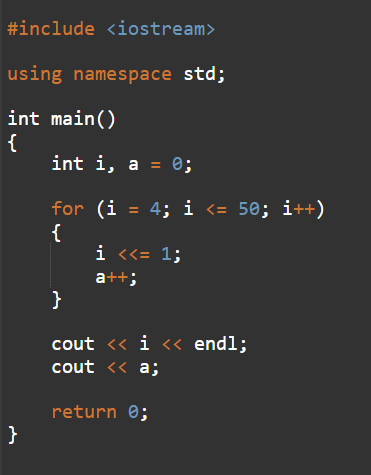 #include <iostream>
using namespace std;
int main()
{
    int i, a = 0;
    for (i = 4; i <= 50; i++)
    {
        i <<= 1;
        a++;
    }
    cout << i << endl;
    cout << a;
    return 0;
}